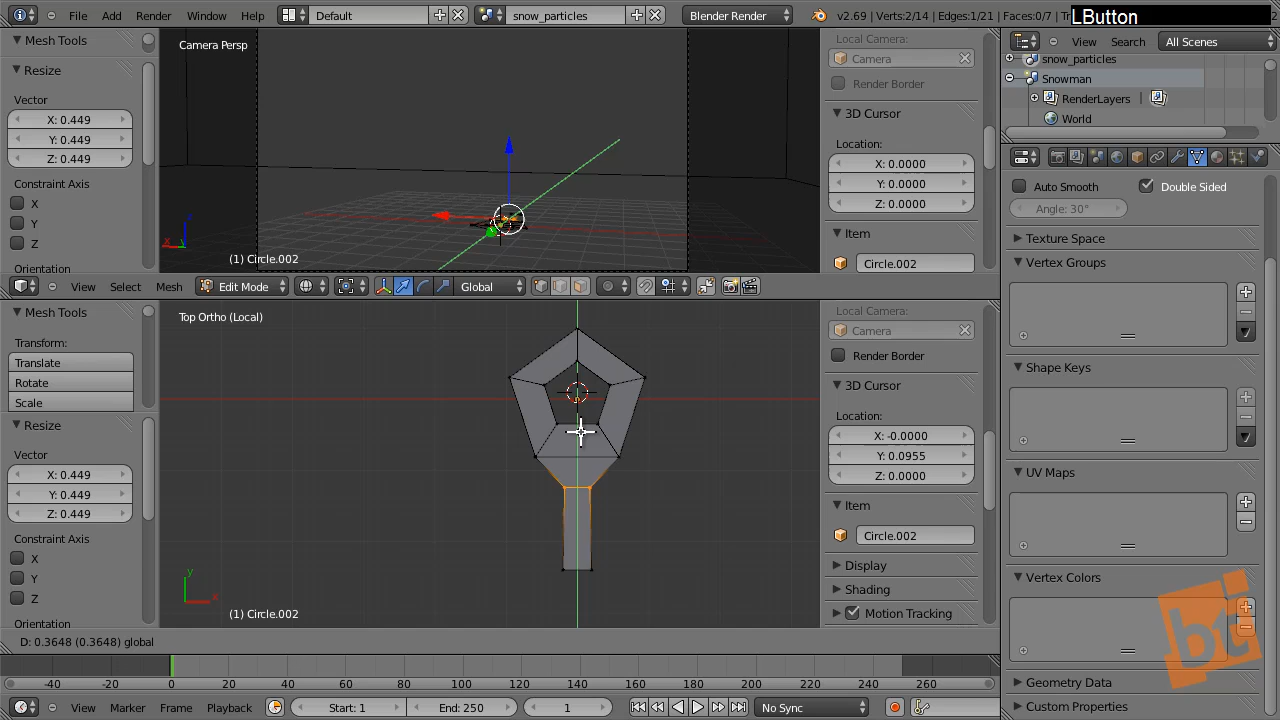 File Add Render Window Help Default snow_particles Blender Render v2.69 | Verts:2/14 | Edges:1/21 | Faces:0/7 | T
LButton
Mesh Tools
Resize
Vector
X: 0.449
Y: 0.449
Z: 0.449
Constraint Axis
X
Y
Z
Orientation
Camera Persp
(1) Circle.002
Local Camera:
Camera
Render Border
3D Cursor
Location:
X: 0.0000
Y: 0.0000
Z: 0.0000
Item
Circle.002
View Select Mesh Edit Mode Global
Mesh Tools
Transform:
Translate
Rotate
Scale
Resize
Vector
X: 0.449
Y: 0.449
Z: 0.449
Constraint Axis
X
Y
Z
Orientation
Top Ortho (Local)
(1) Circle.002
Local Camera:
Camera
Render Border
3D Cursor
Location:
X: -0.0000
Y: 0.0955
Z: 0.0000
Item
Circle.002
Display
Shading
Motion Tracking
D: 0.3648 (0.3648) global
-40 -20 0 20 40 60 80 100 120 140 160 180 200 220 240 260
View Marker Frame Playback Start: 1 End: 250 1 No Sync
View Search All Scenes
snow_particles
Snowman
RenderLayers |
World
Auto Smooth Double Sided
Angle: 30°
Texture Space
Vertex Groups
Shape Keys
UV Maps
Vertex Colors
Geometry Data
Custom Properties
bt